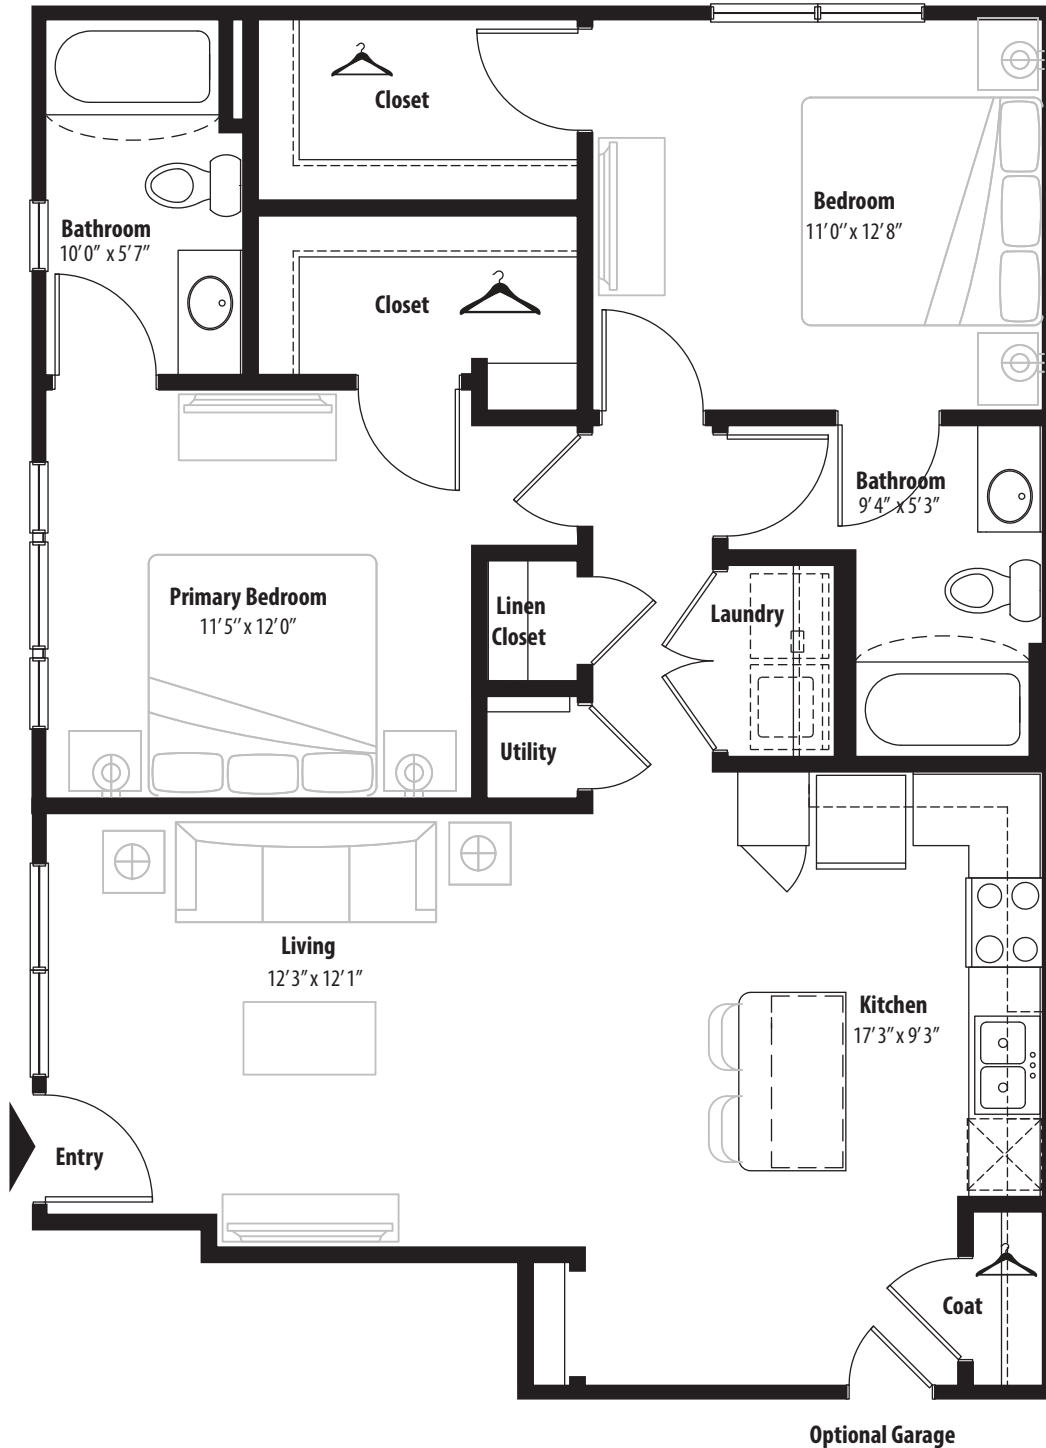 Closet
Bedroom
11'0" x 12'8"
Bathroom
10'0" x 5'7"
Closet
Bathroom
9'4" x 5'3"
Primary Bedroom
11'5" x 12'0"
Linen
Closet
Laundry
Utility
Living
12'3" x 12'1"
Kitchen
17'3" x 9'3"
Entry
Coat
Optional Garage